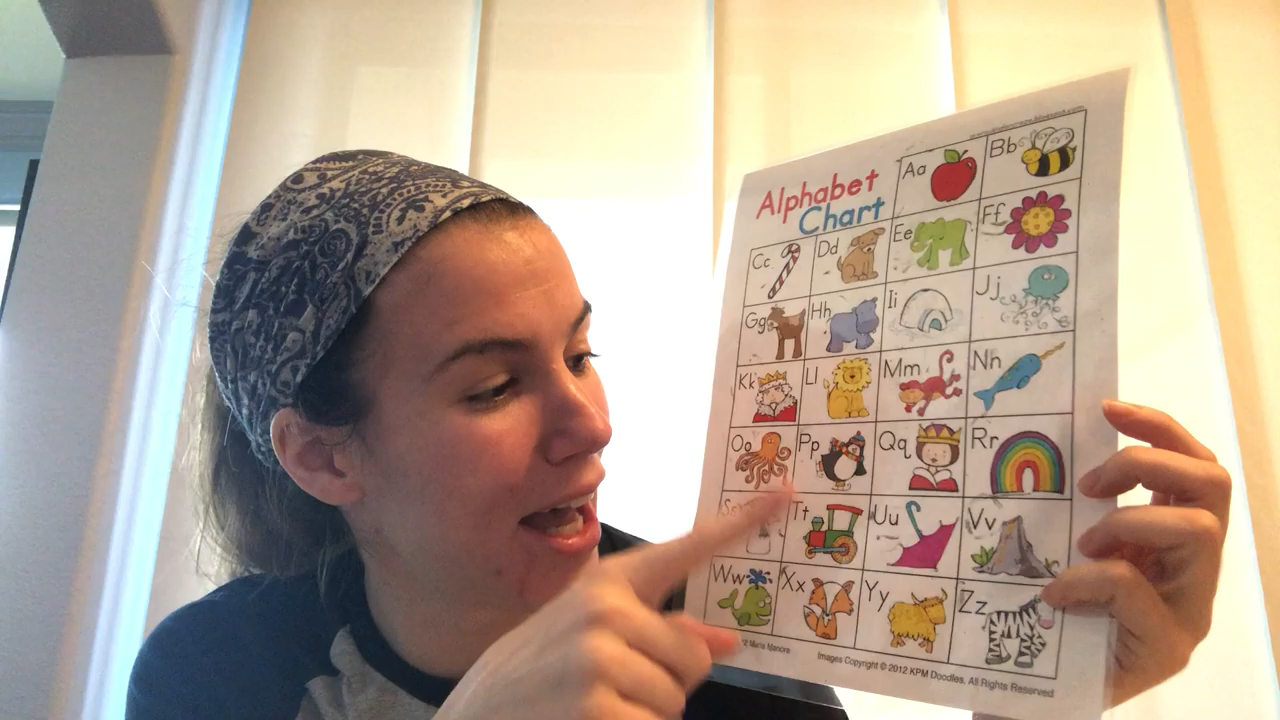 Alphabet
Chart
Aa Bb
Cc Dd Ee Ff
Gg Hh Ii Jj
Kk Ll Mm Nn
Oo Pp Qq Rr
Ss Tt Uu Vv
Ww Xx Yy Zz
Images Copyright © 2012 KPM Doodles. All Rights Reserved